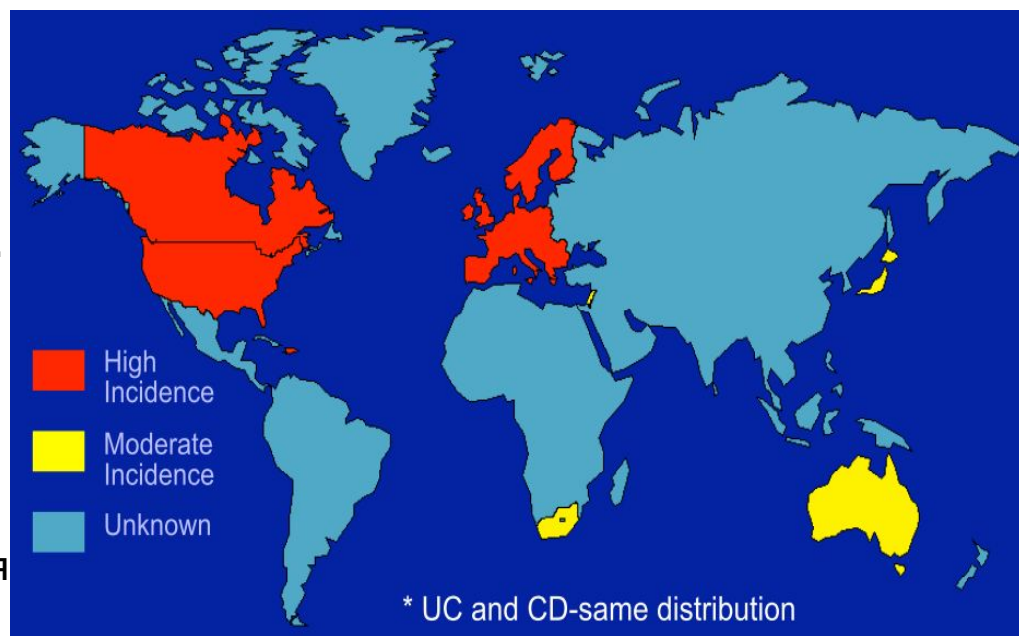 High
Incidence
Moderate
Incidence
Unknown
я
* UC and CD-same distribution